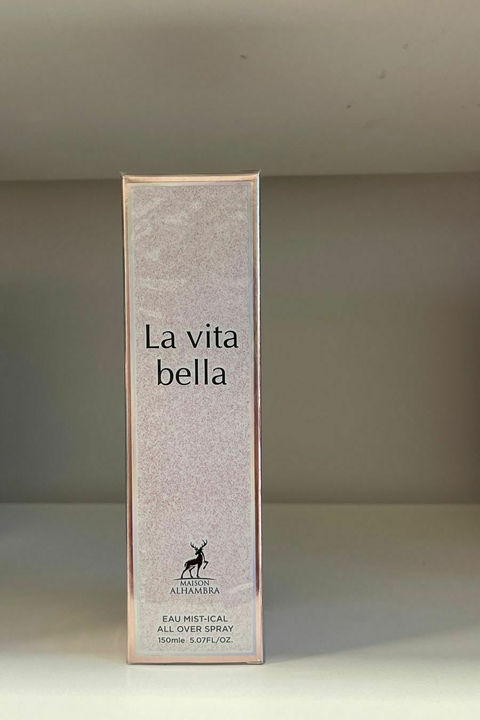 La vita
bella
MAISON
ALHAMBRA
EAU MIST-ICAL
ALL OVER SPRAY
150mle 5.07FL/OZ.